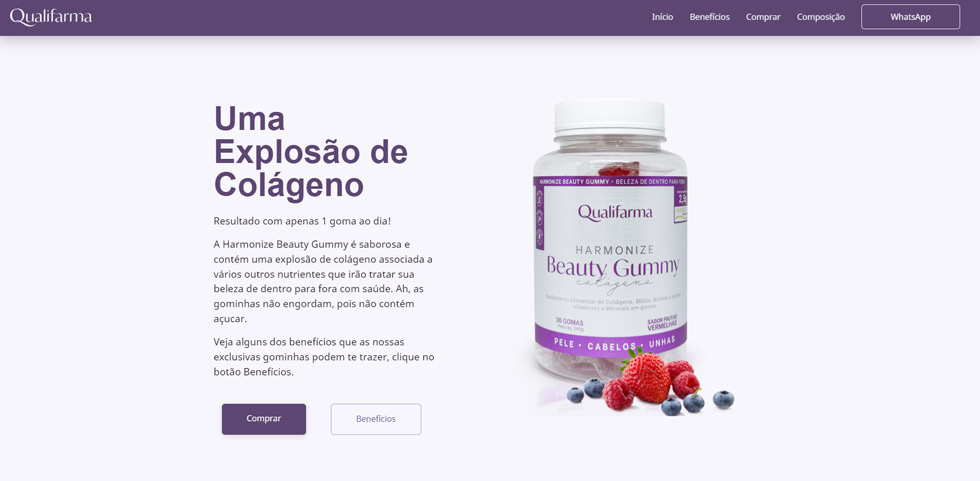 Qualifarma
Início Benefícios Comprar Composição WhatsApp
Uma
Explosão de
Colágeno
Resultado com apenas 1 goma ao dia!
A Harmonize Beauty Gummy é saborosa e
contém uma explosão de colágeno associada a
vários outros nutrientes que irão tratar sua
beleza de dentro para fora com saúde. Ah, as
gominhas não engordam, pois não contém
açucar.
Veja alguns dos benefícios que as nossas
exclusivas gominhas podem te trazer, clique no
botão Benefícios.
Comprar Benefícios
HARMONIZE BEAUTY GUMMY • BELEZA DE DENTRO PARA FORA
2,5g
Qualifarma
HARMONIZE
Beauty Gummy
colágeno
Suplemento Alimentar de Colágeno,
Vitaminas e Minerais em gomas
30 GOMAS
SABOR FRUTAS
VERMELHAS
PELE • CABELOS • UNHAS